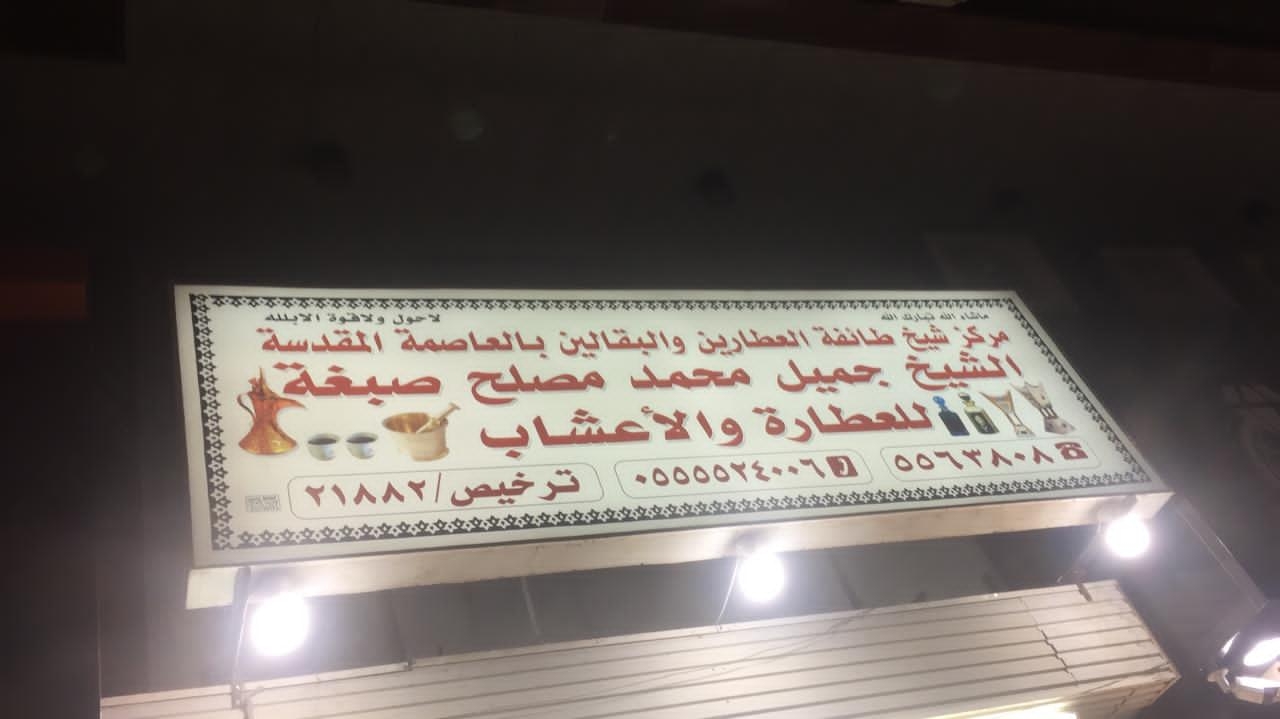 ماشاء الله تبارك الله
لاحول ولاقوة الابلله
مركز شيخ طائفة العطارين والبقالين بالعاصمة المقدسة
الشيخ جميل محمد مصلح صبغة
للعطارة والأعشاب
٥٥٦٣٨٠٨
٠٥٥٥٥٢٤٠٠٦
ترخيص/٢١٨٨٢